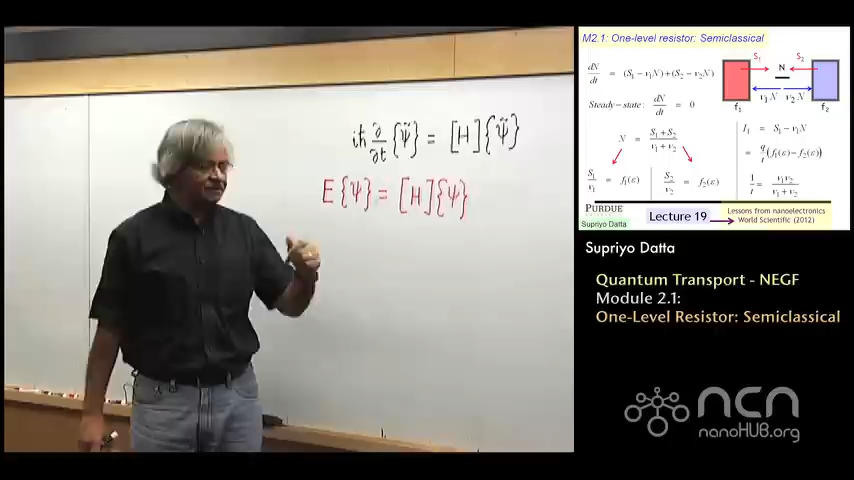 iħ ∂/∂t {ψ̃} = [H]{ψ̃}
E{ψ} = [H]{ψ}
M2.1: One-level resistor: Semiclassical
dN/dt = (S₁ − ν₁N) + (S₂ − ν₂N)
Steady-state: dN/dt = 0
N = (S₁ + S₂)/(ν₁ + ν₂)
S₁/ν₁ = f₁(ε)
S₂/ν₂ = f₂(ε)
S₁ N S₂
ν₁N ν₂N
f₁ f₂
I₁ = S₁ − ν₁N
= q/t (f₁(ε) − f₂(ε))
1/t = ν₁ν₂/(ν₁ + ν₂)
PURDUE
Supriyo Datta
Lecture 19
Lessons from nanoelectronics
World Scientific (2012)
Supriyo Datta
Quantum Transport - NEGF
Module 2.1:
One-Level Resistor: Semiclassical
ncn
nanoHUB.org